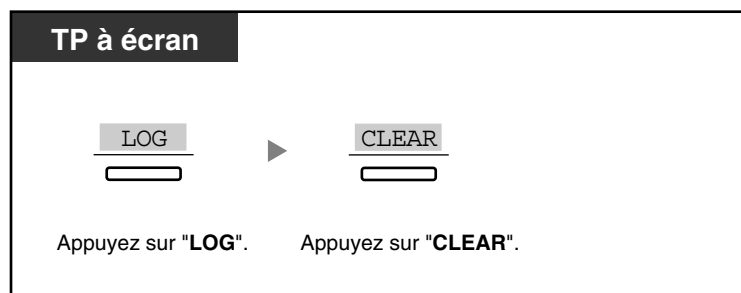 TP à écran
LOG CLEAR
Appuyez sur "LOG". Appuyez sur "CLEAR".